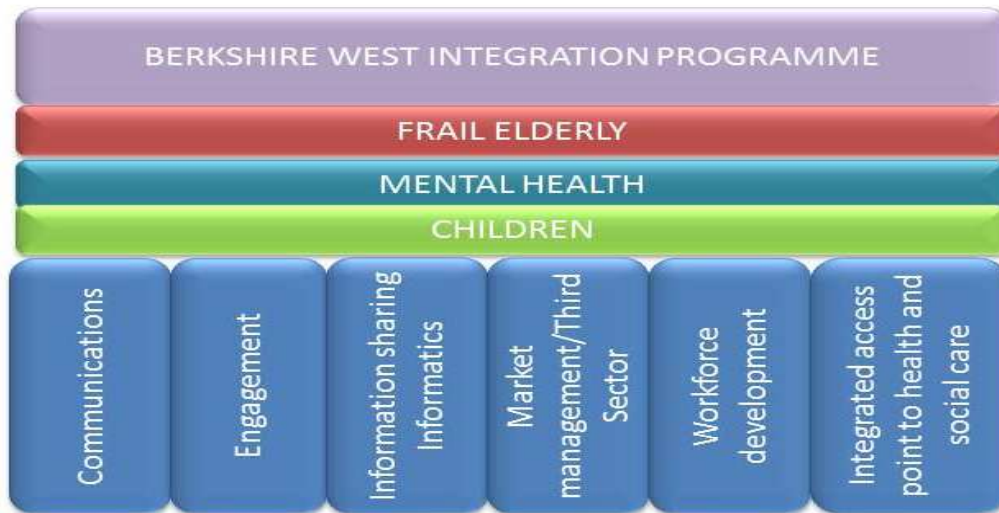 BERKSHIRE WEST INTEGRATION PROGRAMME
FRAIL ELDERLY
MENTAL HEALTH
CHILDREN
Communications
Engagement
Information sharing
Informatics
Market
management/Third
Sector
Workforce
development
Integrated access
point to health and
social care